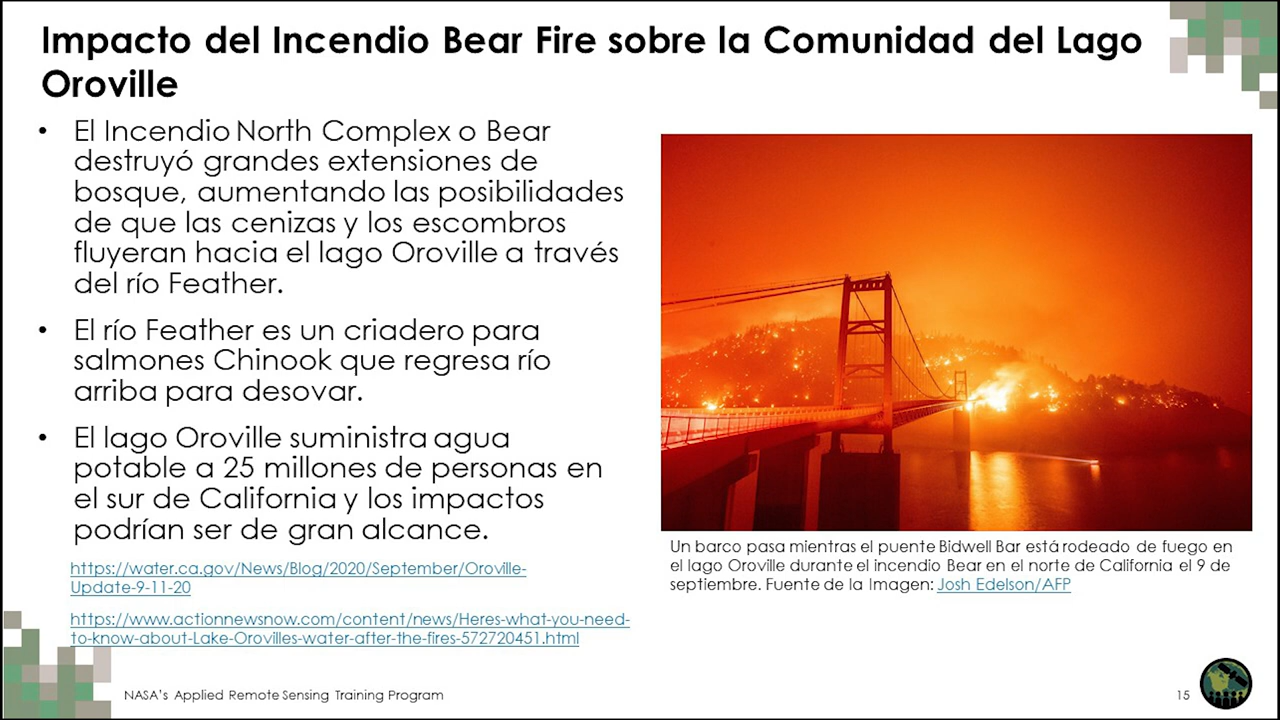 Impacto del Incendio Bear Fire sobre la Comunidad del Lago
Oroville
• El Incendio North Complex o Bear
destruyó grandes extensiones de
bosque, aumentando las posibilidades
de que las cenizas y los escombros
fluyeran hacia el lago Oroville a través
del río Feather.
• El río Feather es un criadero para
salmones Chinook que regresa río
arriba para desovar.
• El lago Oroville suministra agua
potable a 25 millones de personas en
el sur de California y los impactos
podrían ser de gran alcance.
https://water.ca.gov/News/Blog/2020/September/Oroville-
Update-9-11-20
https://www.actionnewsnow.com/content/news/Heres-what-you-need-
to-know-about-Lake-Orovilles-water-after-the-fires-572720451.html
Un barco pasa mientras el puente Bidwell Bar está rodeado de fuego en
el lago Oroville durante el incendio Bear en el norte de California el 9 de
septiembre. Fuente de la Imagen: Josh Edelson/AFP
NASA's Applied Remote Sensing Training Program
15